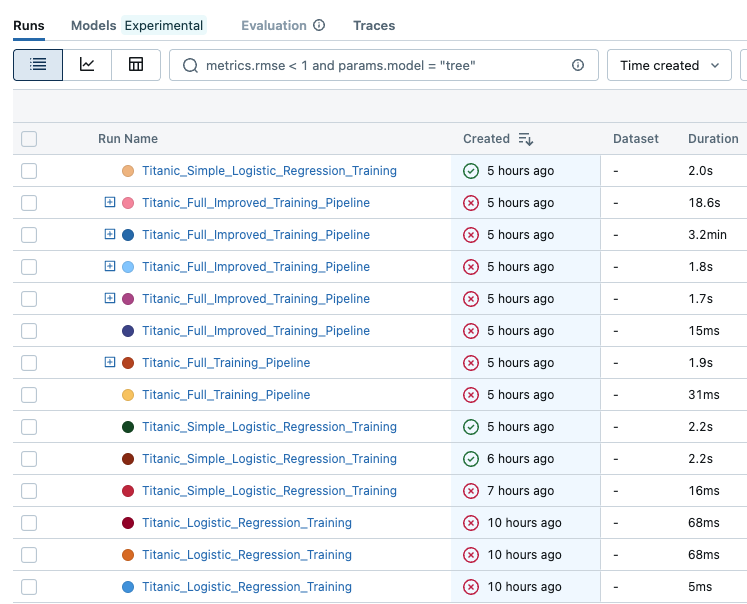 Runs Models Experimental Evaluation Traces
metrics.rmse < 1 and params.model = "tree" Time created
Run Name Created Dataset Duration
Titanic_Simple_Logistic_Regression_Training 5 hours ago - 2.0s
Titanic_Full_Improved_Training_Pipeline 5 hours ago - 18.6s
Titanic_Full_Improved_Training_Pipeline 5 hours ago - 3.2min
Titanic_Full_Improved_Training_Pipeline 5 hours ago - 1.8s
Titanic_Full_Improved_Training_Pipeline 5 hours ago - 1.7s
Titanic_Full_Improved_Training_Pipeline 5 hours ago - 15ms
Titanic_Full_Training_Pipeline 5 hours ago - 1.9s
Titanic_Full_Training_Pipeline 5 hours ago - 31ms
Titanic_Simple_Logistic_Regression_Training 5 hours ago - 2.2s
Titanic_Simple_Logistic_Regression_Training 6 hours ago - 2.2s
Titanic_Simple_Logistic_Regression_Training 7 hours ago - 16ms
Titanic_Logistic_Regression_Training 10 hours ago - 68ms
Titanic_Logistic_Regression_Training 10 hours ago - 68ms
Titanic_Logistic_Regression_Training 10 hours ago - 5ms